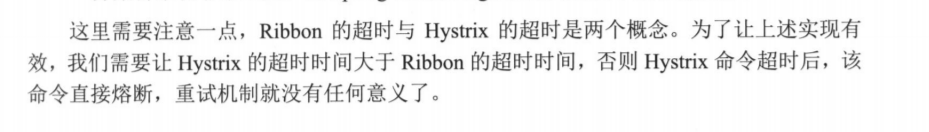 这里需要注意一点，Ribbon 的超时与 Hystrix 的超时是两个概念。为了让上述实现有
效，我们需要让 Hystrix 的超时时间大于 Ribbon 的超时时间，否则 Hystrix 命令超时后，该
命令直接熔断，重试机制就没有任何意义了。